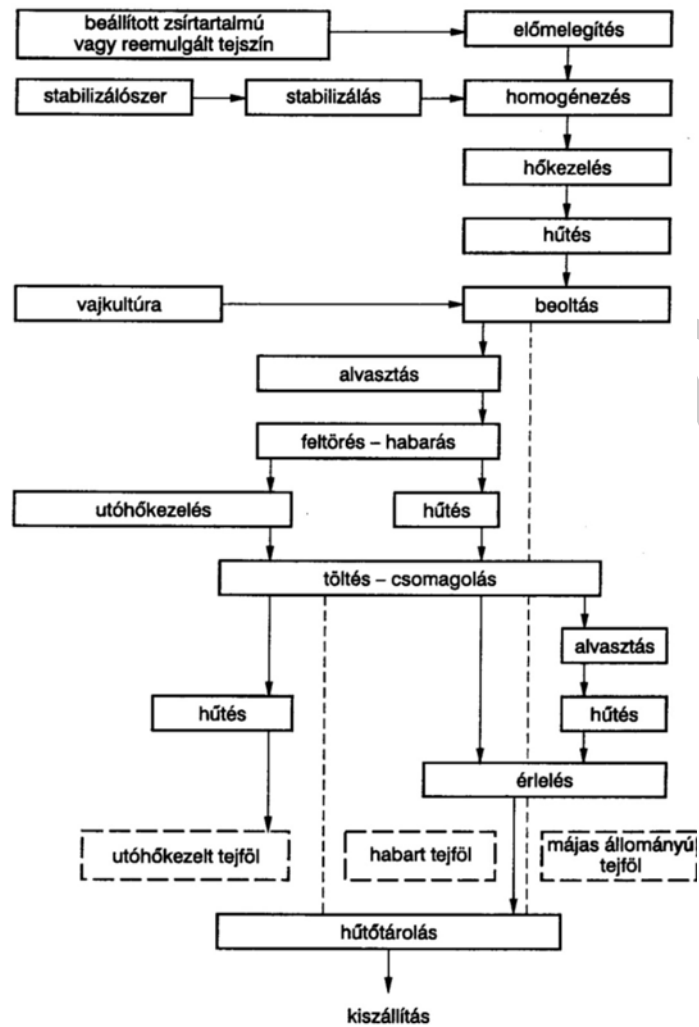 beállított zsírtartalmú
vagy reemulgált tejszín
előmelegítés
stabilizálószer
stabilizálás
homogénezés
hőkezelés
hűtés
vajkultúra
beoltás
alvasztás
feltörés – habarás
utóhőkezelés
hűtés
töltés – csomagolás
alvasztás
hűtés
hűtés
érlelés
utóhőkezelt tejföl
habart tejföl
májas állományú
tejföl
hűtőtárolás
kiszállítás